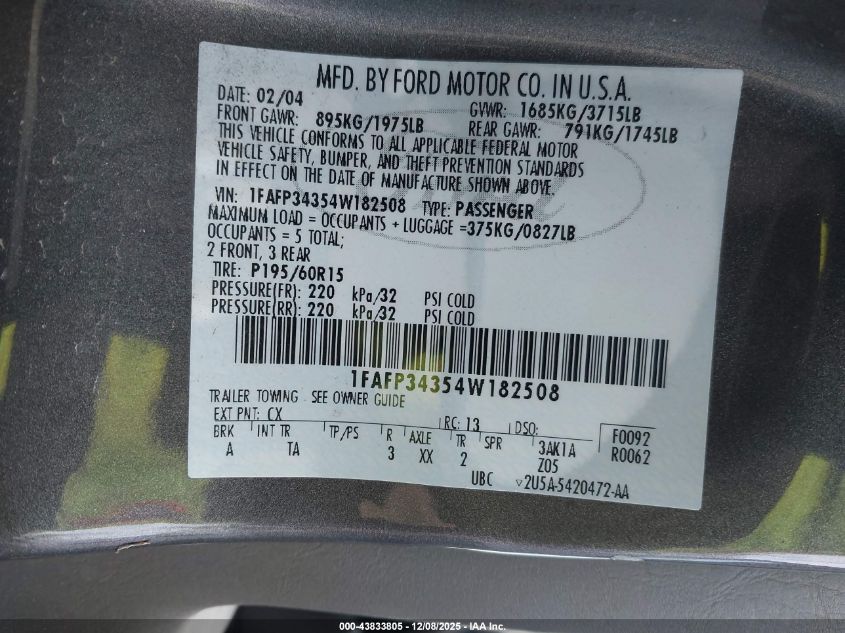 MFD. BY FORD MOTOR CO. IN U.S.A.
DATE: 02/04 GVWR: 1685KG/3715LB
FRONT GAWR: 895KG/1975LB REAR GAWR: 791KG/1745LB
THIS VEHICLE CONFORMS TO ALL APPLICABLE FEDERAL MOTOR
VEHICLE SAFETY, BUMPER, AND THEFT PREVENTION STANDARDS
IN EFFECT ON THE DATE OF MANUFACTURE SHOWN ABOVE.
VIN: 1FAFP34354W182508 TYPE: PASSENGER
MAXIMUM LOAD = OCCUPANTS + LUGGAGE =375KG/0827LB
OCCUPANTS = 5 TOTAL;
2 FRONT, 3 REAR
TIRE: P195/60R15
PRESSURE(FR): 220 kPa/32 PSI COLD
PRESSURE(RR): 220 kPa/32 PSI COLD
1FAFP34354W182508
TRAILER TOWING - SEE OWNER GUIDE
EXT PNT: CX RC: 13 DSO: F0092
BRK INT TR TP/PS R AXLE TR SPR 3AK1A R0062
A TA 3 XX 2 Z05
UBC 2U5A-5420472-AA
000-43833805 - 12/08/2025 - IAA Inc.